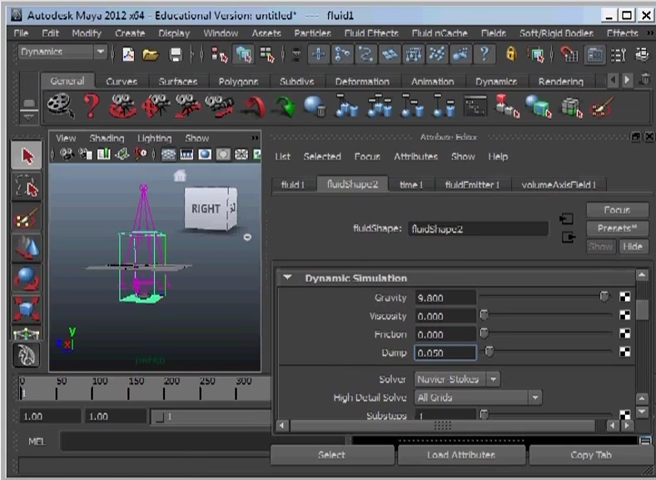 Autodesk Maya 2012 x64 - Educational Version: untitled* --- fluid1
File Edit Modify Create Display Window Assets Particles Fluid Effects Fluid nCache Fields Soft/Rigid Bodies Effects
Dynamics
General Curves Surfaces Polygons Subdivs Deformation Animation Dynamics Rendering
View Shading Lighting Show
Attribute Editor
List Selected Focus Attributes Show Help
fluid1 fluidShape2 time1 fluidEmitter1 volumeAxisField1
RIGHT
fluidShape: fluidShape2
Focus
Presets*
Show Hide
Dynamic Simulation
Gravity 9.800
Viscosity 0.000
Friction 0.000
Damp 0.050
y
x
persp
Solver Navier-Stokes
High Detail Solve All Grids
Substeps 1
0 50 100 150 200 250 300
1
1.00 1.00 1
MEL
Select Load Attributes Copy Tab